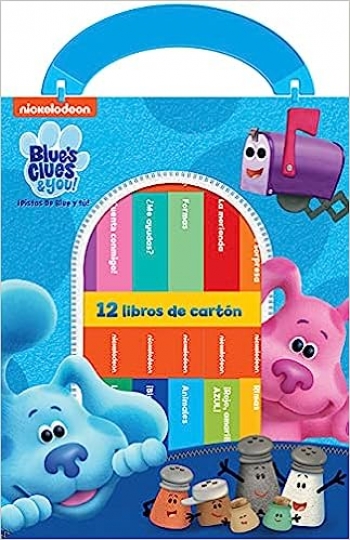 nickelodeon
BLUE'S
CLUES
& YOU!
¡Pistas de Blue y tú!
¡Cuenta conmigo!
¿Me ayudas?
Formas
La merienda
Sorpresa
12 libros de cartón
nickelodeon
nickelodeon
nickelodeon
nickelodeon
Animales
Rojo, amarillo,
AZUL!
Rimas